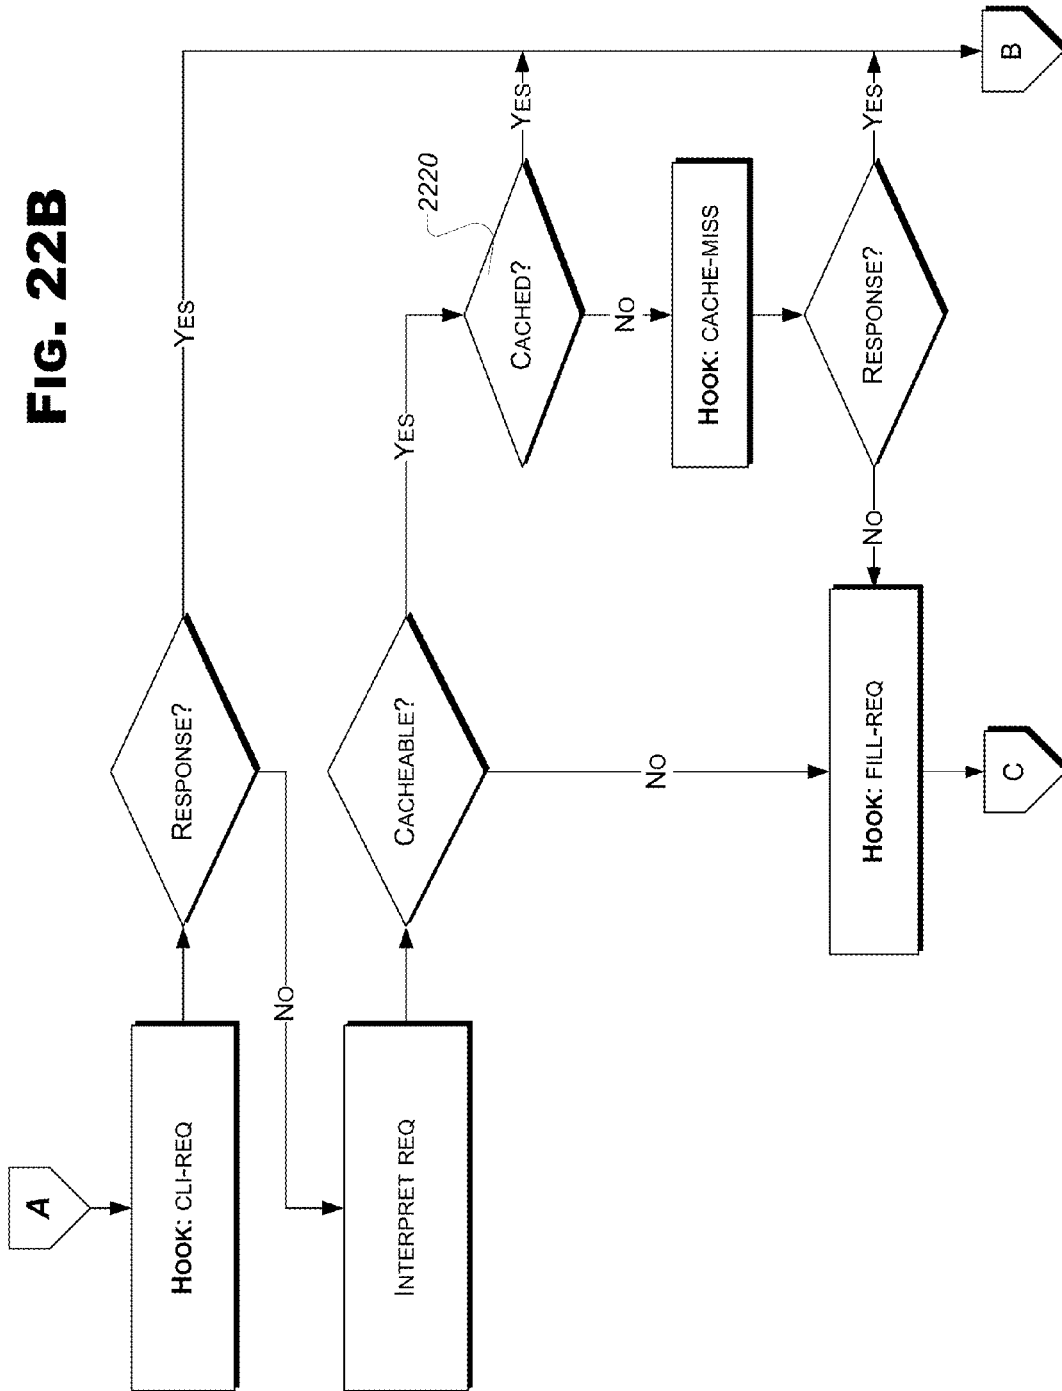 FIG. 22B
A
HOOK: CLI-REQ
RESPONSE?
YES
NO
INTERPRET REQ
CACHEABLE?
YES
CACHED?
2220
YES
NO
HOOK: CACHE-MISS
RESPONSE?
YES
NO
NO
HOOK: FILL-REQ
C
B